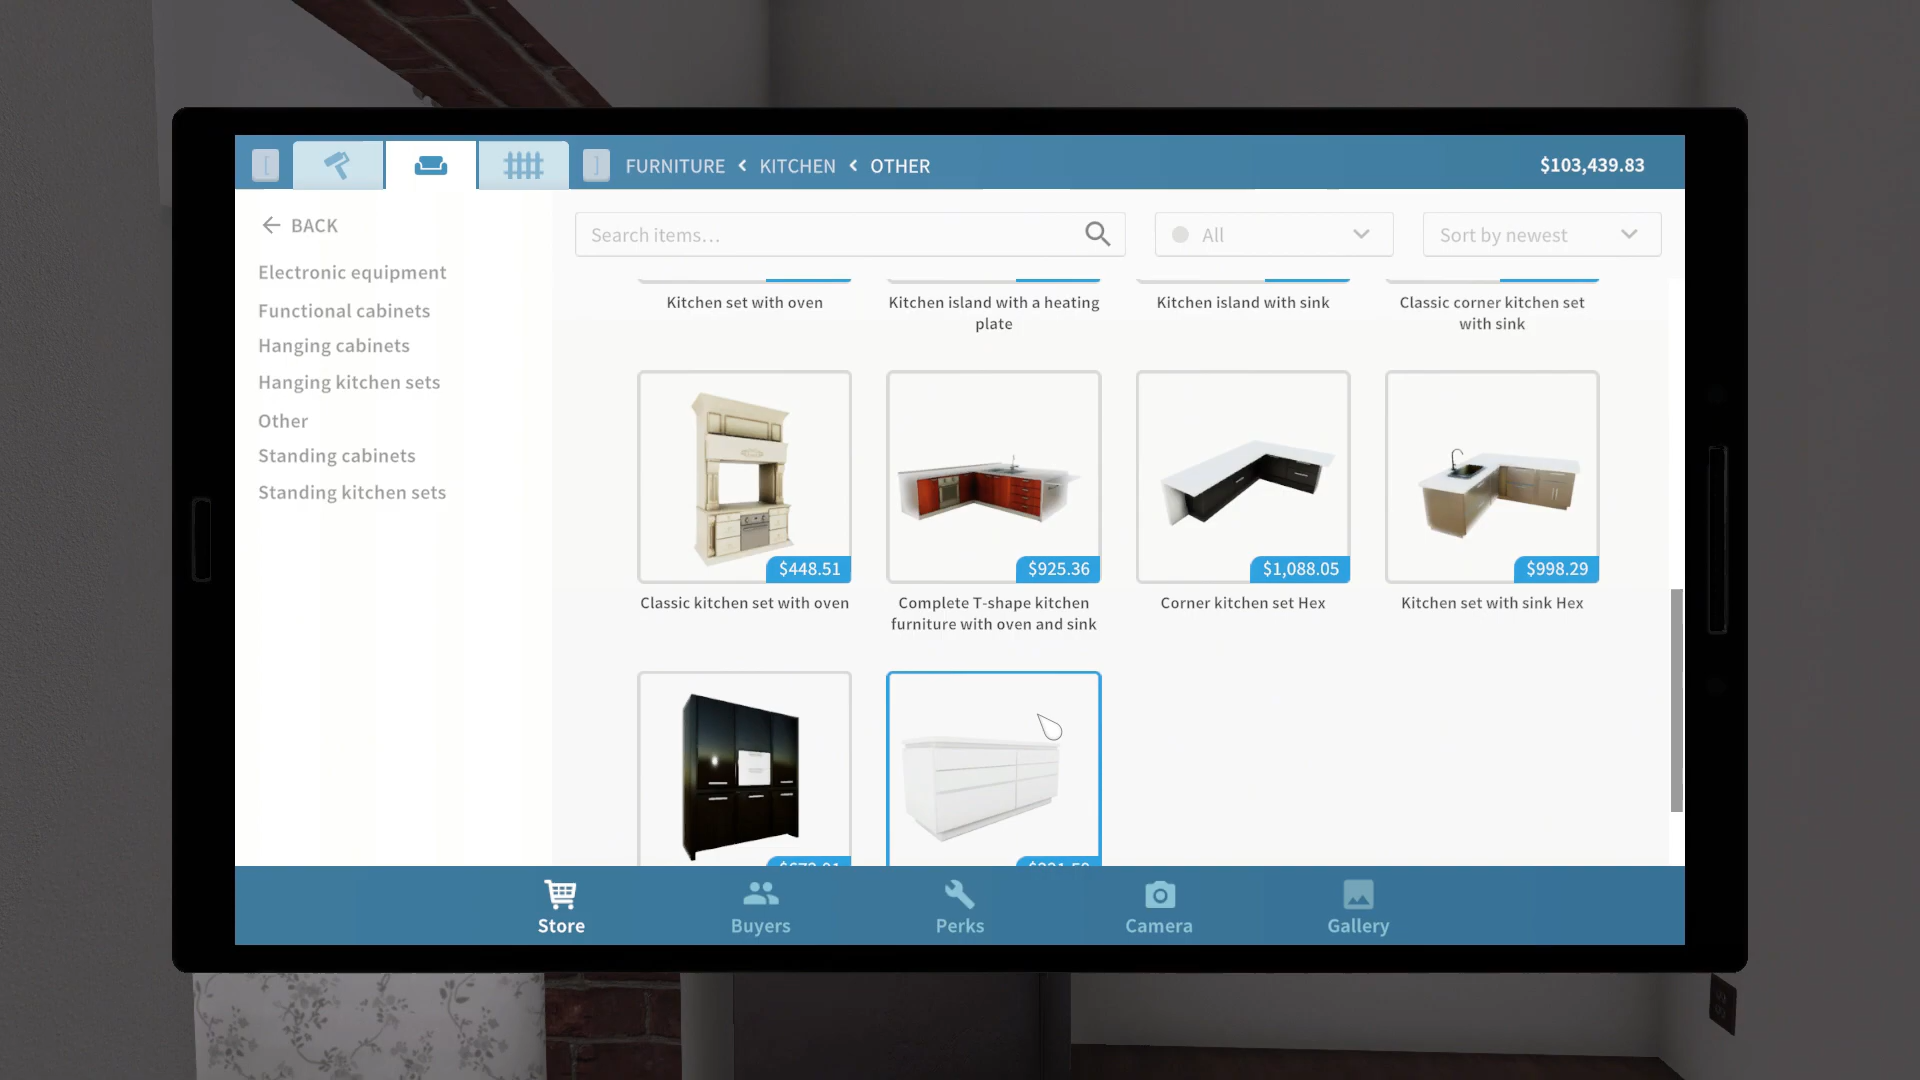 [
]
FURNITURE < KITCHEN < OTHER
$103,439.83
BACK
Search items...
All
Sort by newest
Electronic equipment
Functional cabinets
Hanging cabinets
Hanging kitchen sets
Other
Standing cabinets
Standing kitchen sets
Kitchen set with oven
Kitchen island with a heating
plate
Kitchen island with sink
Classic corner kitchen set
with sink
$448.51
$925.36
$1,088.05
$998.29
Classic kitchen set with oven
Complete T-shape kitchen
furniture with oven and sink
Corner kitchen set Hex
Kitchen set with sink Hex
Store
Buyers
Perks
Camera
Gallery